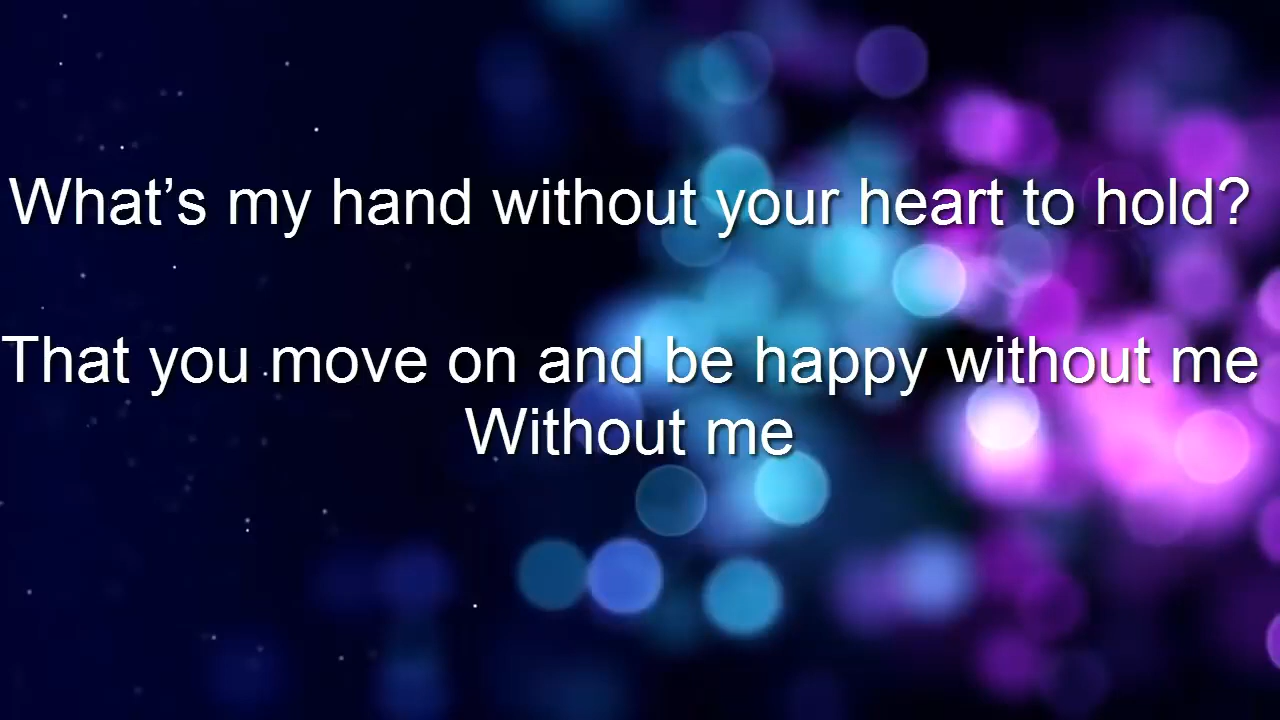 What’s my hand without your heart to hold?
That you move on and be happy without me
Without me